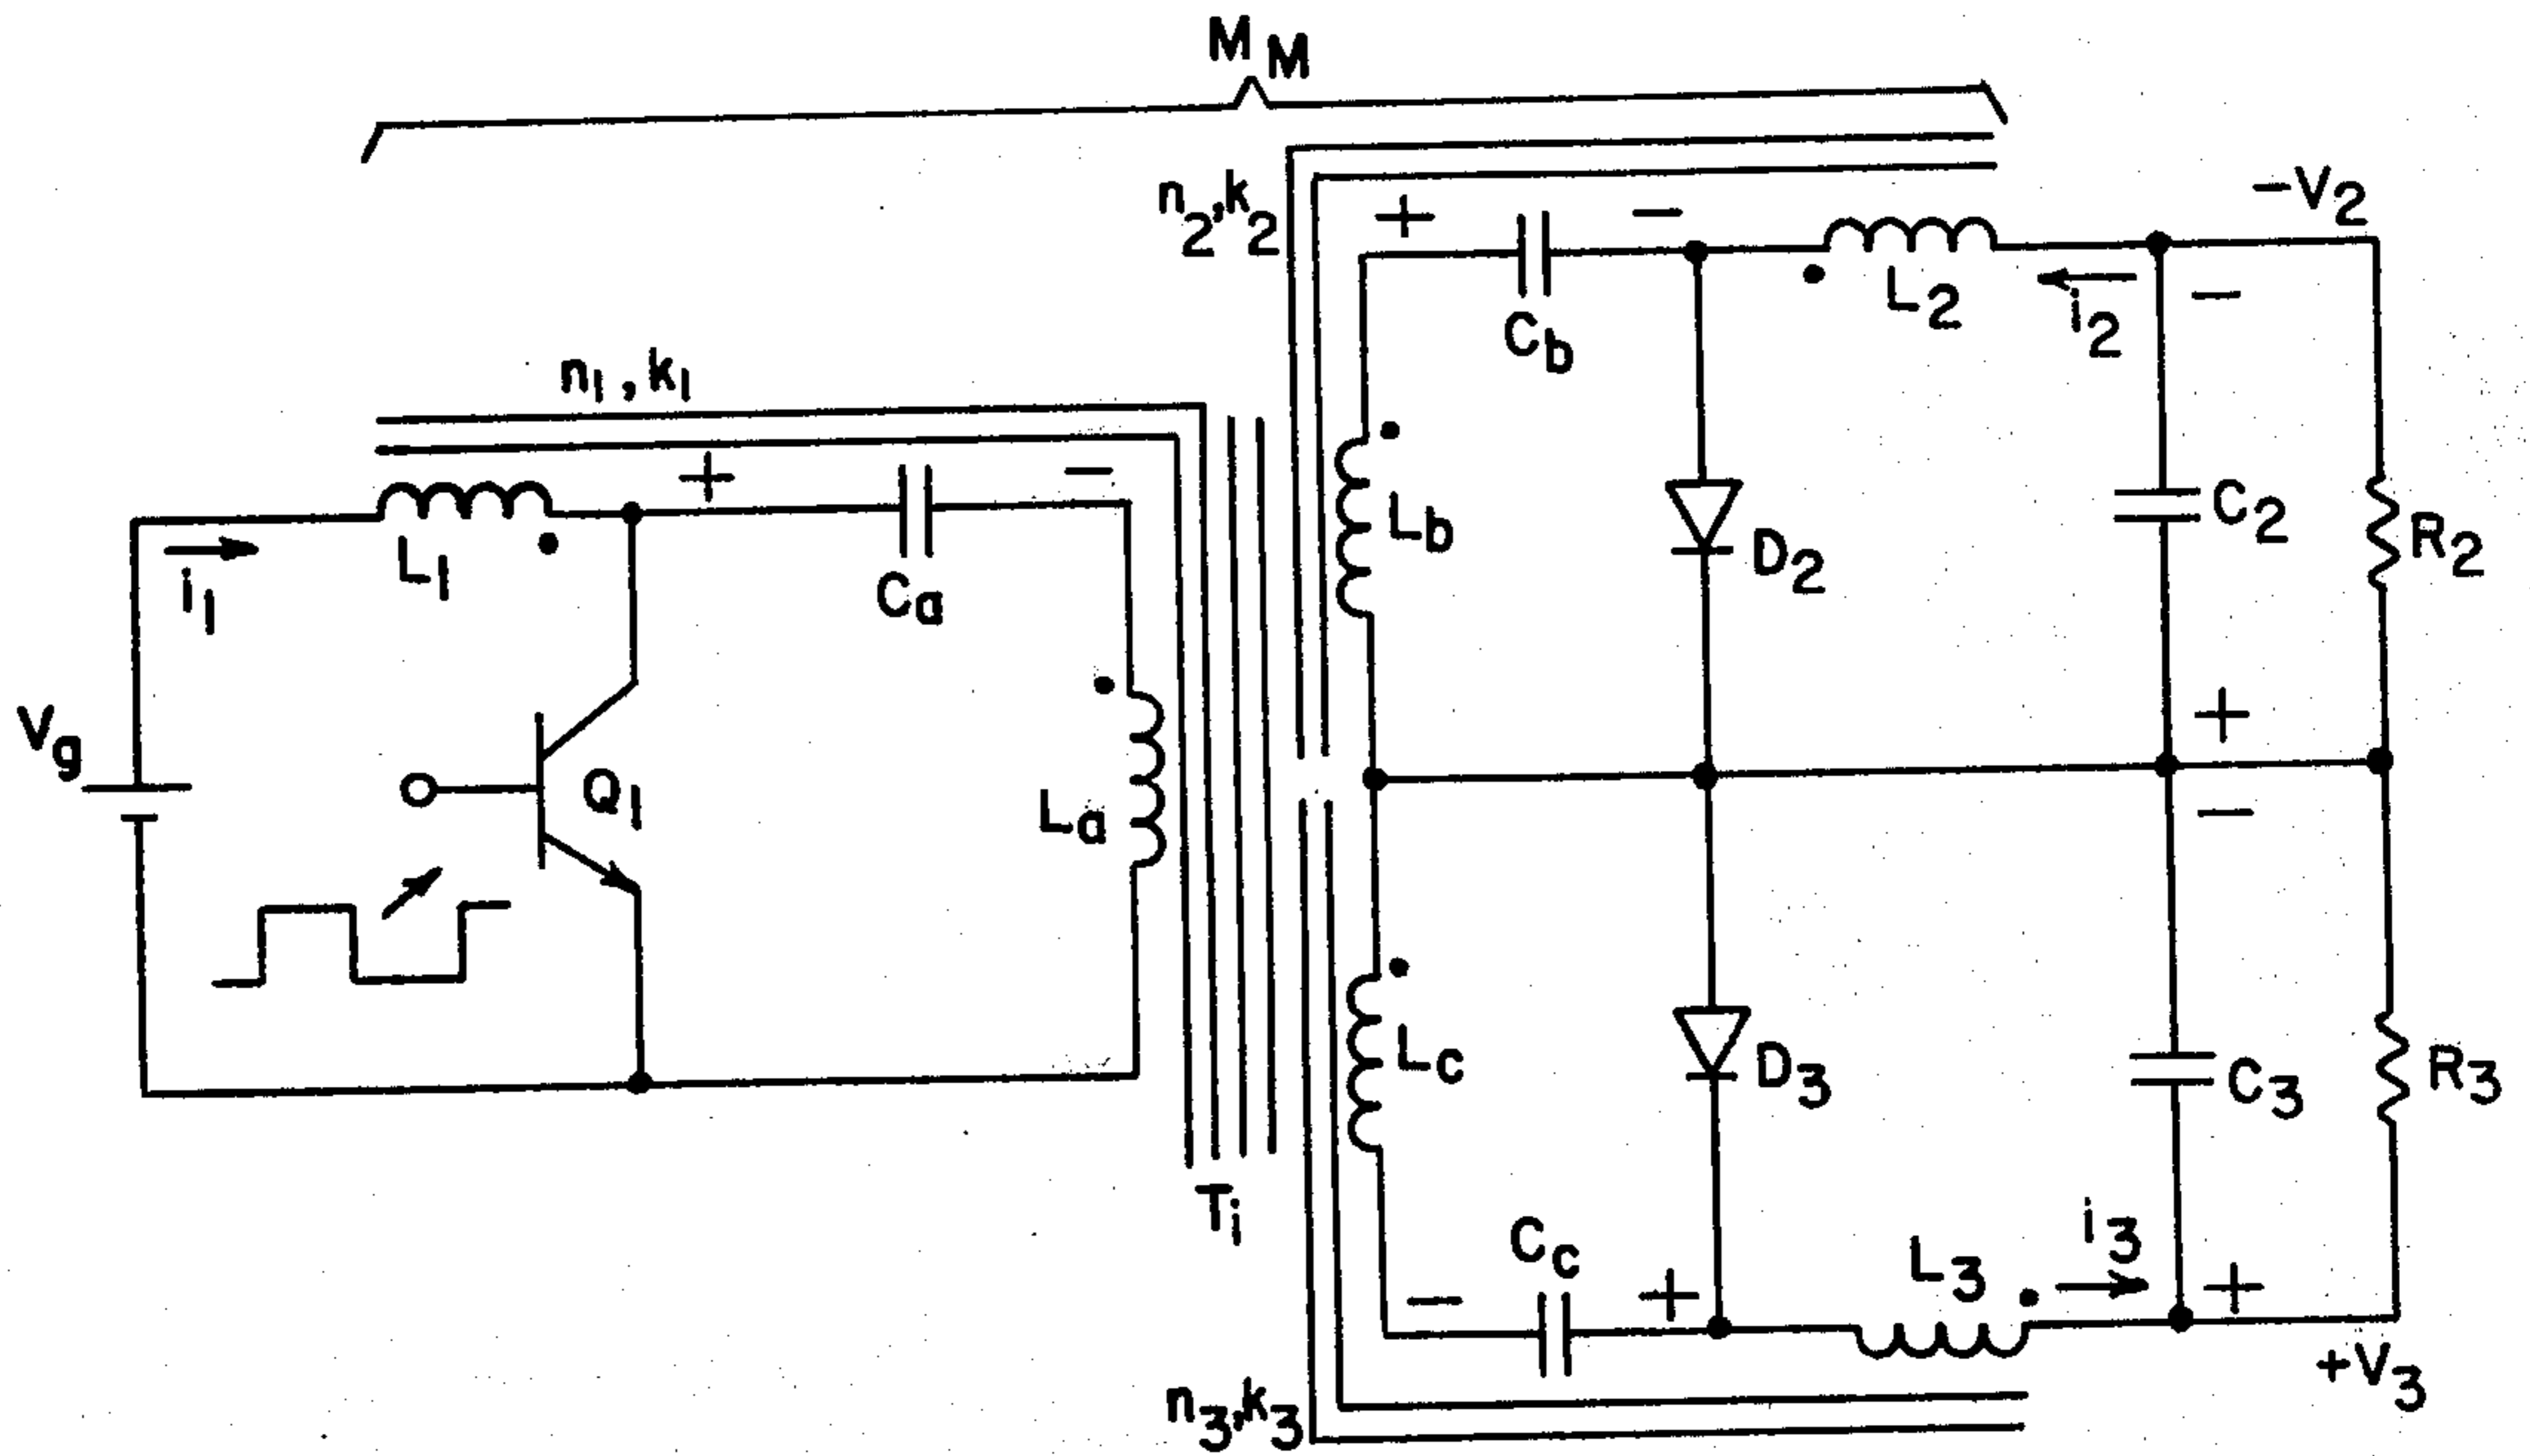 MM
n2,k2
+
−
−V2
L2
i2
−
Cb
n1,k1
+
−
L1
i1
Ca
Lb
D2
C2
R2
Vg
Q1
La
+
−
Lc
D3
C3
R3
Ti
Cc
−
+
L3
i3
+
+V3
n3,k3